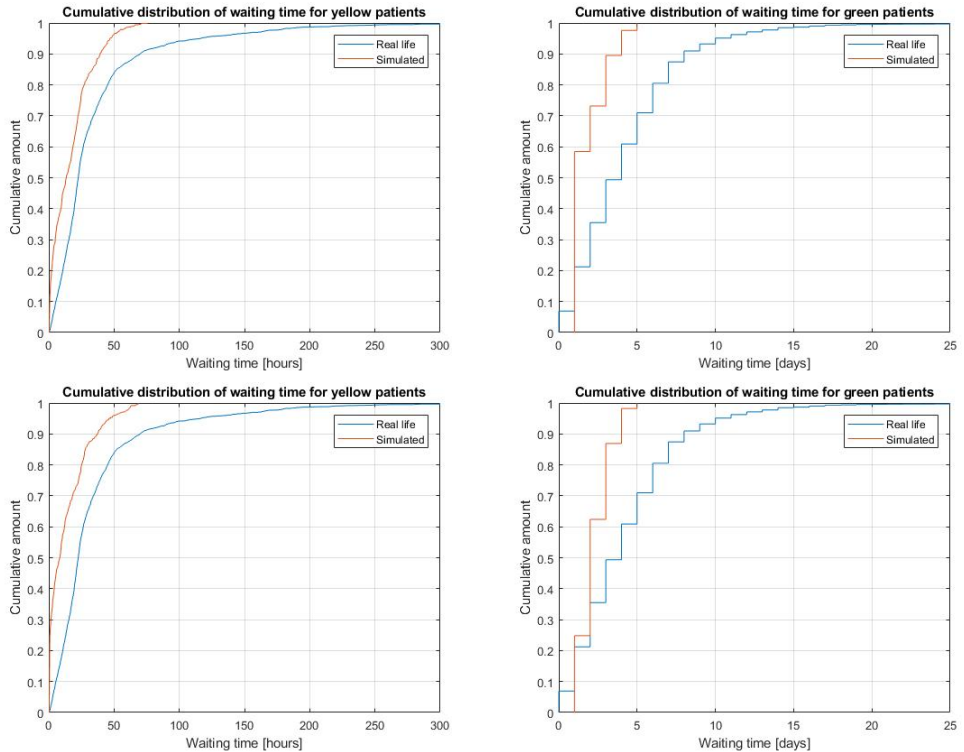 Cumulative distribution of waiting time for yellow patients
1
0.9
0.8
0.7
0.6
0.5
0.4
0.3
0.2
0.1
0
Cumulative amount
Real life
Simulated
0 50 100 150 200 250 300
Waiting time [hours]
Cumulative distribution of waiting time for green patients
1
0.9
0.8
0.7
0.6
0.5
0.4
0.3
0.2
0.1
0
Cumulative amount
Real life
Simulated
0 5 10 15 20 25
Waiting time [days]
Cumulative distribution of waiting time for yellow patients
1
0.9
0.8
0.7
0.6
0.5
0.4
0.3
0.2
0.1
0
Cumulative amount
Real life
Simulated
0 50 100 150 200 250 300
Waiting time [hours]
Cumulative distribution of waiting time for green patients
1
0.9
0.8
0.7
0.6
0.5
0.4
0.3
0.2
0.1
0
Cumulative amount
Real life
Simulated
0 5 10 15 20 25
Waiting time [days]